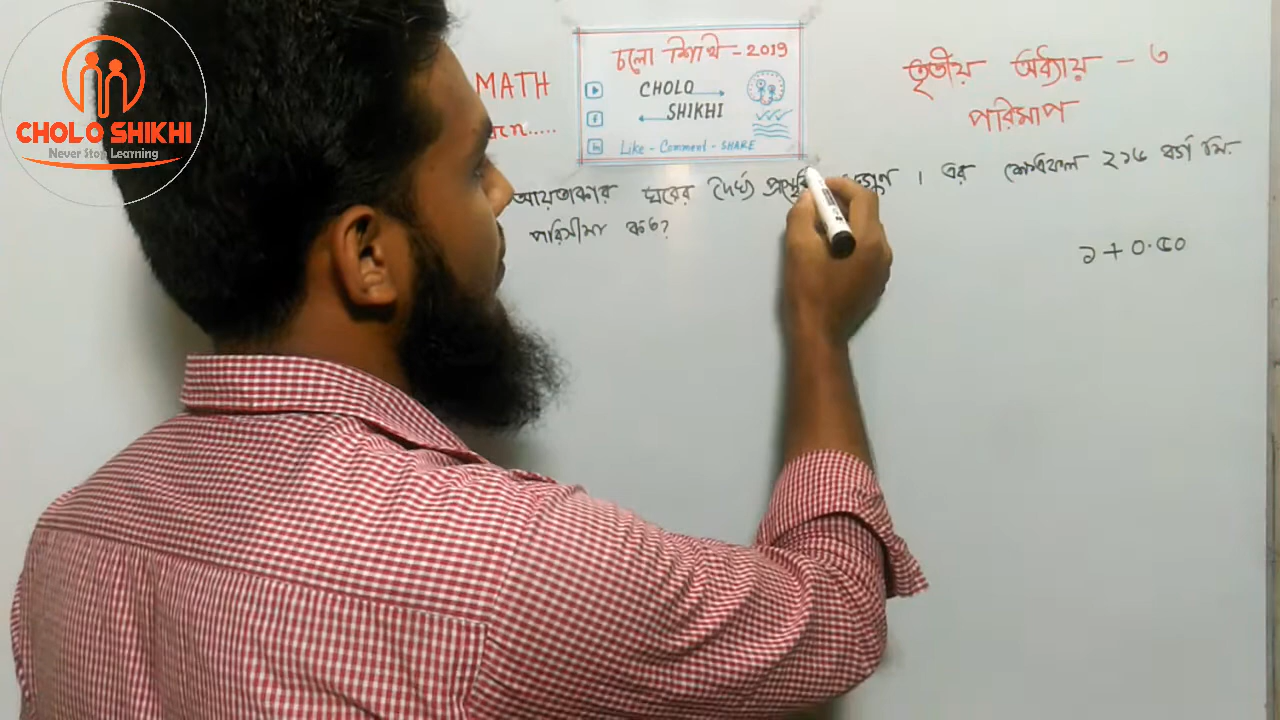 CHOLO SHIKHI
Never Stop Learning
MATH
চলো শিখি - 2019
CHOLO
SHIKHI
Like - Comment - SHARE
তৃতীয় অধ্যায় - ৩
পরিমাপ
আয়তাকার ঘরের দৈর্ঘ্য প্রস্থের গুণ । এর ক্ষেত্রফল ২১৬ বর্গ মি.
পরিসীমা কত?
১ + ০.৫০